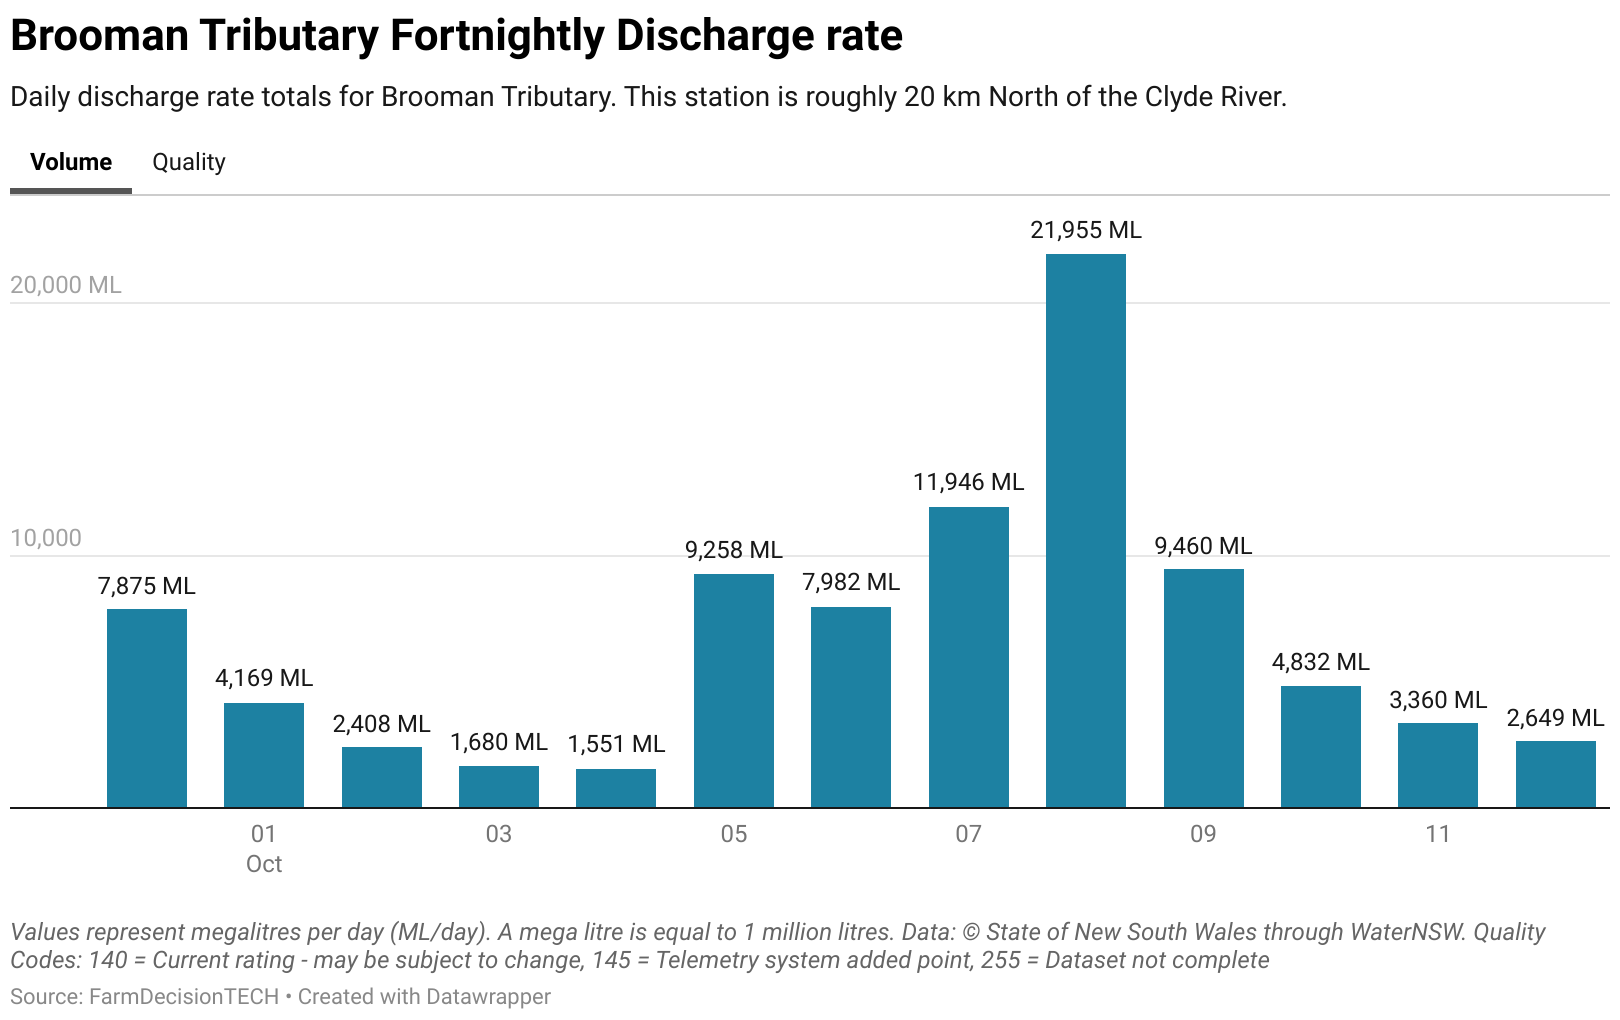 Brooman Tributary Fortnightly Discharge rate
Daily discharge rate totals for Brooman Tributary. This station is roughly 20 km North of the Clyde River.
Volume Quality
21,955 ML
20,000 ML
11,946 ML
10,000
9,258 ML
9,460 ML
7,875 ML
7,982 ML
4,169 ML
4,832 ML
2,408 ML
3,360 ML
1,680 ML
1,551 ML
2,649 ML
01 03 05 07 09 11
Oct
Values represent megalitres per day (ML/day). A mega litre is equal to 1 million litres. Data: © State of New South Wales through WaterNSW. Quality
Codes: 140 = Current rating - may be subject to change, 145 = Telemetry system added point, 255 = Dataset not complete
Source: FarmDecisionTECH • Created with Datawrapper